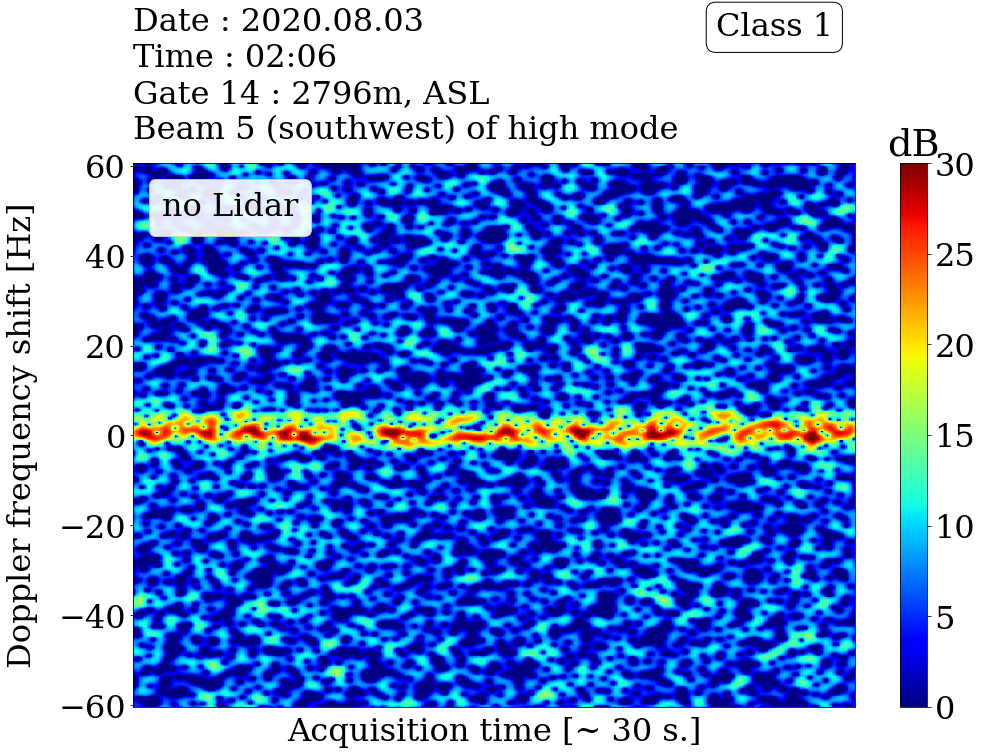 Date : 2020.08.03
Time : 02:06
Gate 14 : 2796m, ASL
Beam 5 (southwest) of high mode
Class 1
dB
no Lidar
Doppler frequency shift [Hz]
60
40
20
0
−20
−40
−60
30
25
20
15
10
5
0
Acquisition time [~ 30 s.]